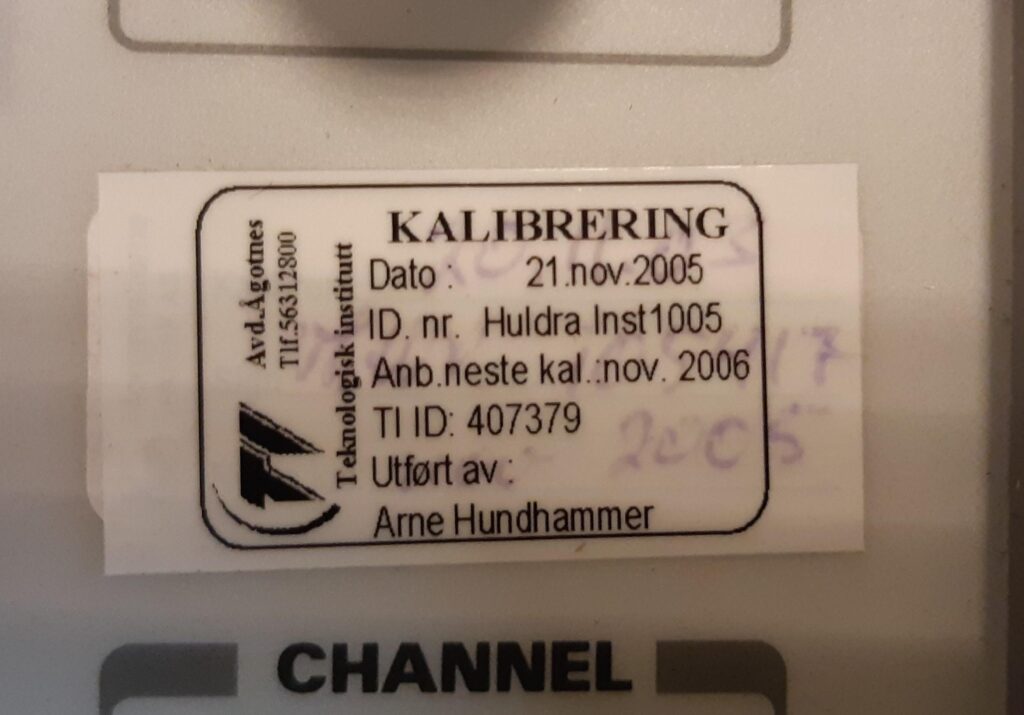 KALIBRERING
Dato : 21.nov.2005
ID. nr. Huldra Inst1005
Anb.neste kal.:nov. 2006
TI ID: 407379
Utført av :
Arne Hundhammer
Avd.Ågotnes
Tlf.56312800
Teknologisk institutt
2005
CHANNEL